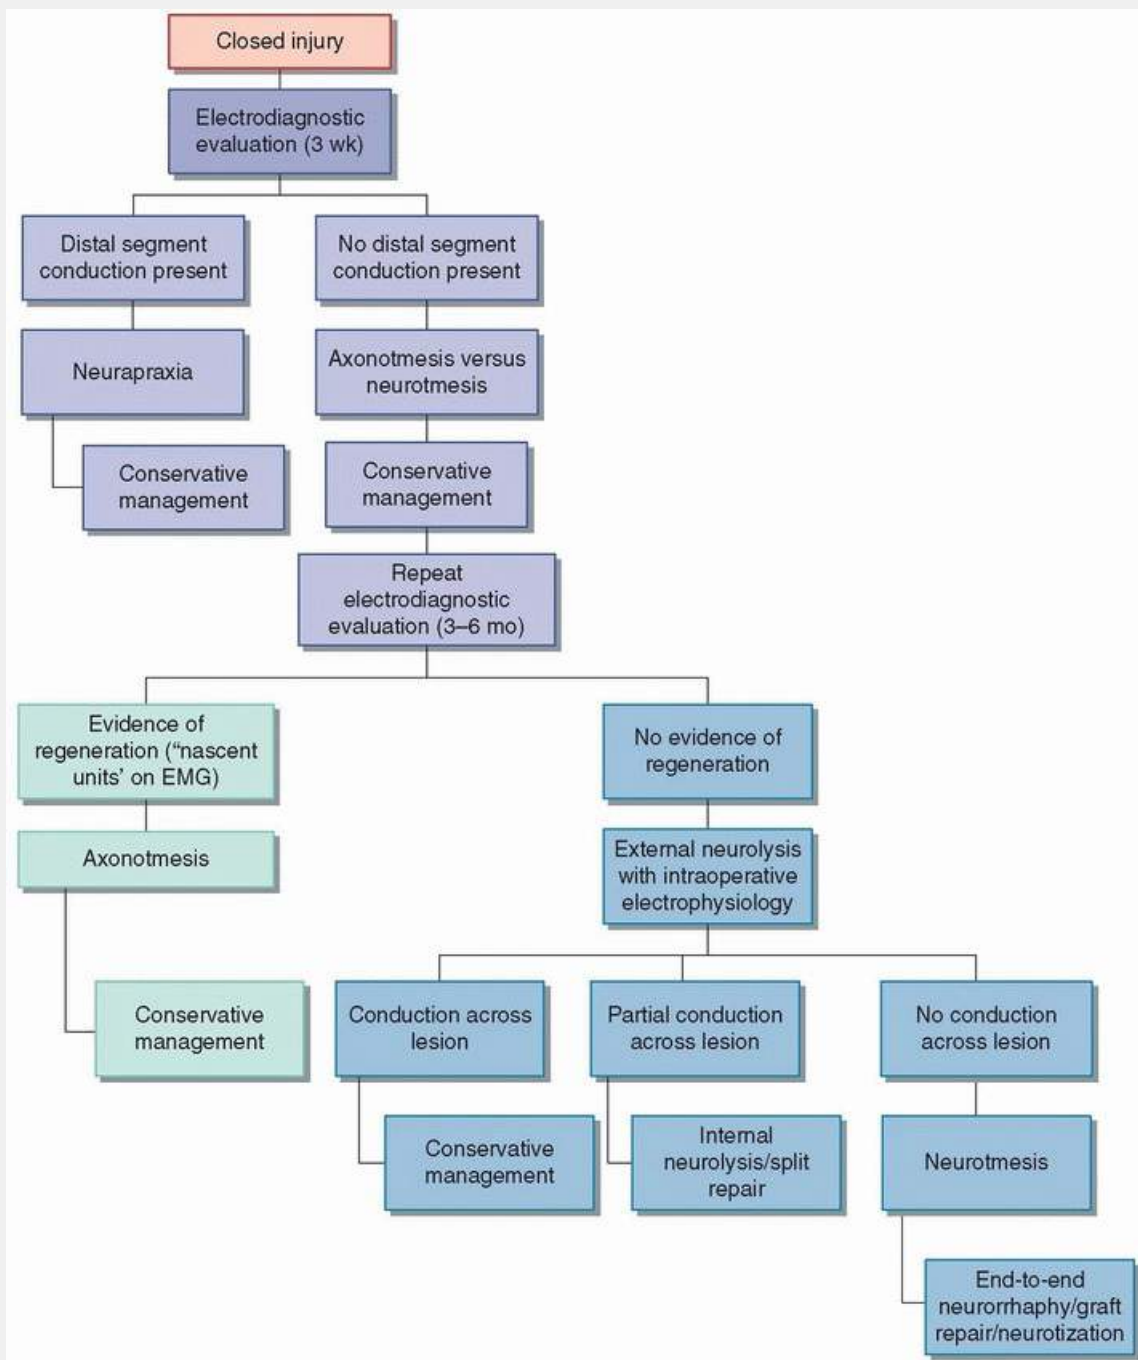 Closed injury
Electrodiagnostic
evaluation (3 wk)
Distal segment
conduction present
No distal segment
conduction present
Neurapraxia
Axonotmesis versus
neurotmesis
Conservative
management
Conservative
management
Repeat
electrodiagnostic
evaluation (3–6 mo)
Evidence of
regeneration (“nascent
units’ on EMG)
No evidence of
regeneration
Axonotmesis
External neurolysis
with intraoperative
electrophysiology
Conservative
management
Conduction across
lesion
Partial conduction
across lesion
No conduction
across lesion
Conservative
management
Internal
neurolysis/split
repair
Neurotmesis
End-to-end
neurorrhaphy/graft
repair/neurotization